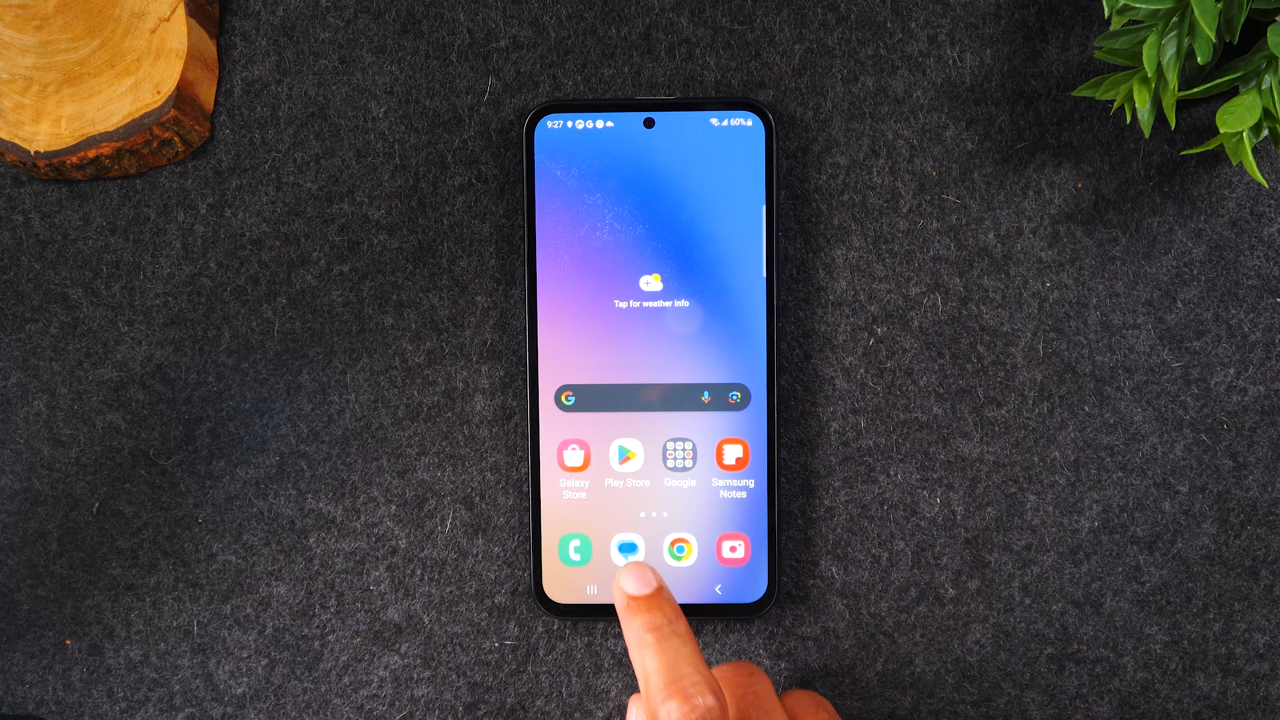 9:27
60%
Tap for weather info
Galaxy Store
Play Store
Google
Samsung Notes